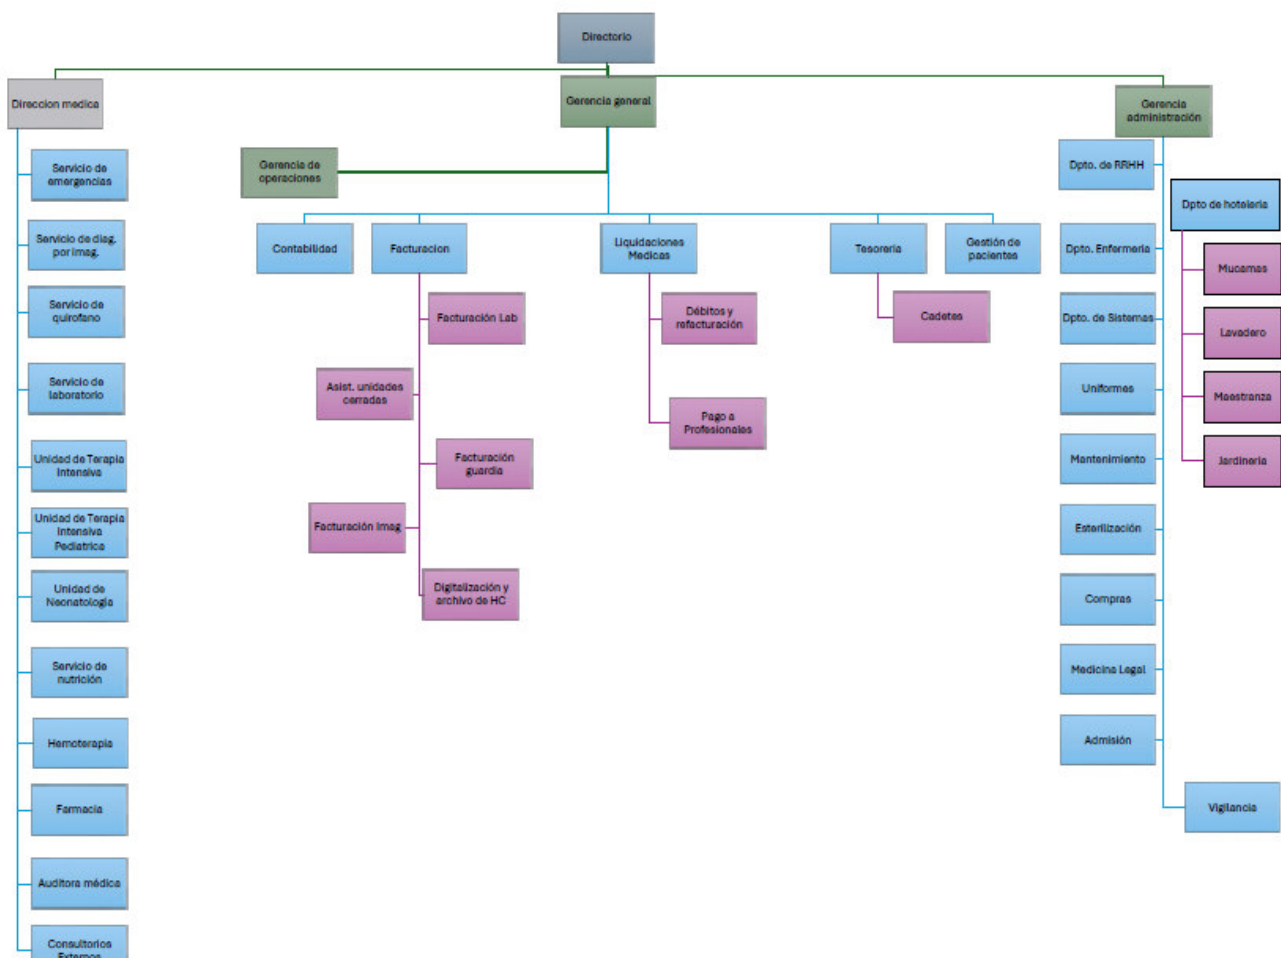 Directorio
Direccion medica
Gerencia general
Gerencia
administración
Gerencia de
operaciones
Servicio de
emergencias
Servicio de diag.
por imag.
Servicio de
quirofano
Servicio de
laboratorio
Unidad de Terapia
Intensiva
Unidad de Terapia
Intensiva
Pediatrica
Unidad de
Neonatología
Servicio de
nutrición
Hemoterapia
Farmacia
Auditora médica
Consultorios
Externos
Contabilidad
Facturacion
Facturación Lab
Asist. unidades
cerradas
Facturación
guardia
Facturación Imag
Digitalización y
archivo de HC
Liquidaciones
Medicas
Débitos y
refacturación
Pago a
Profesionales
Tesoreria
Cadetes
Gestión de
pacientes
Dpto. de RRHH
Dpto. Enfermeria
Dpto. de Sistemas
Uniformes
Mantenimiento
Esterilización
Compras
Medicina Legal
Admisión
Dpto de hoteleria
Mucamas
Lavadero
Maestranza
Jardineria
Vigilancia